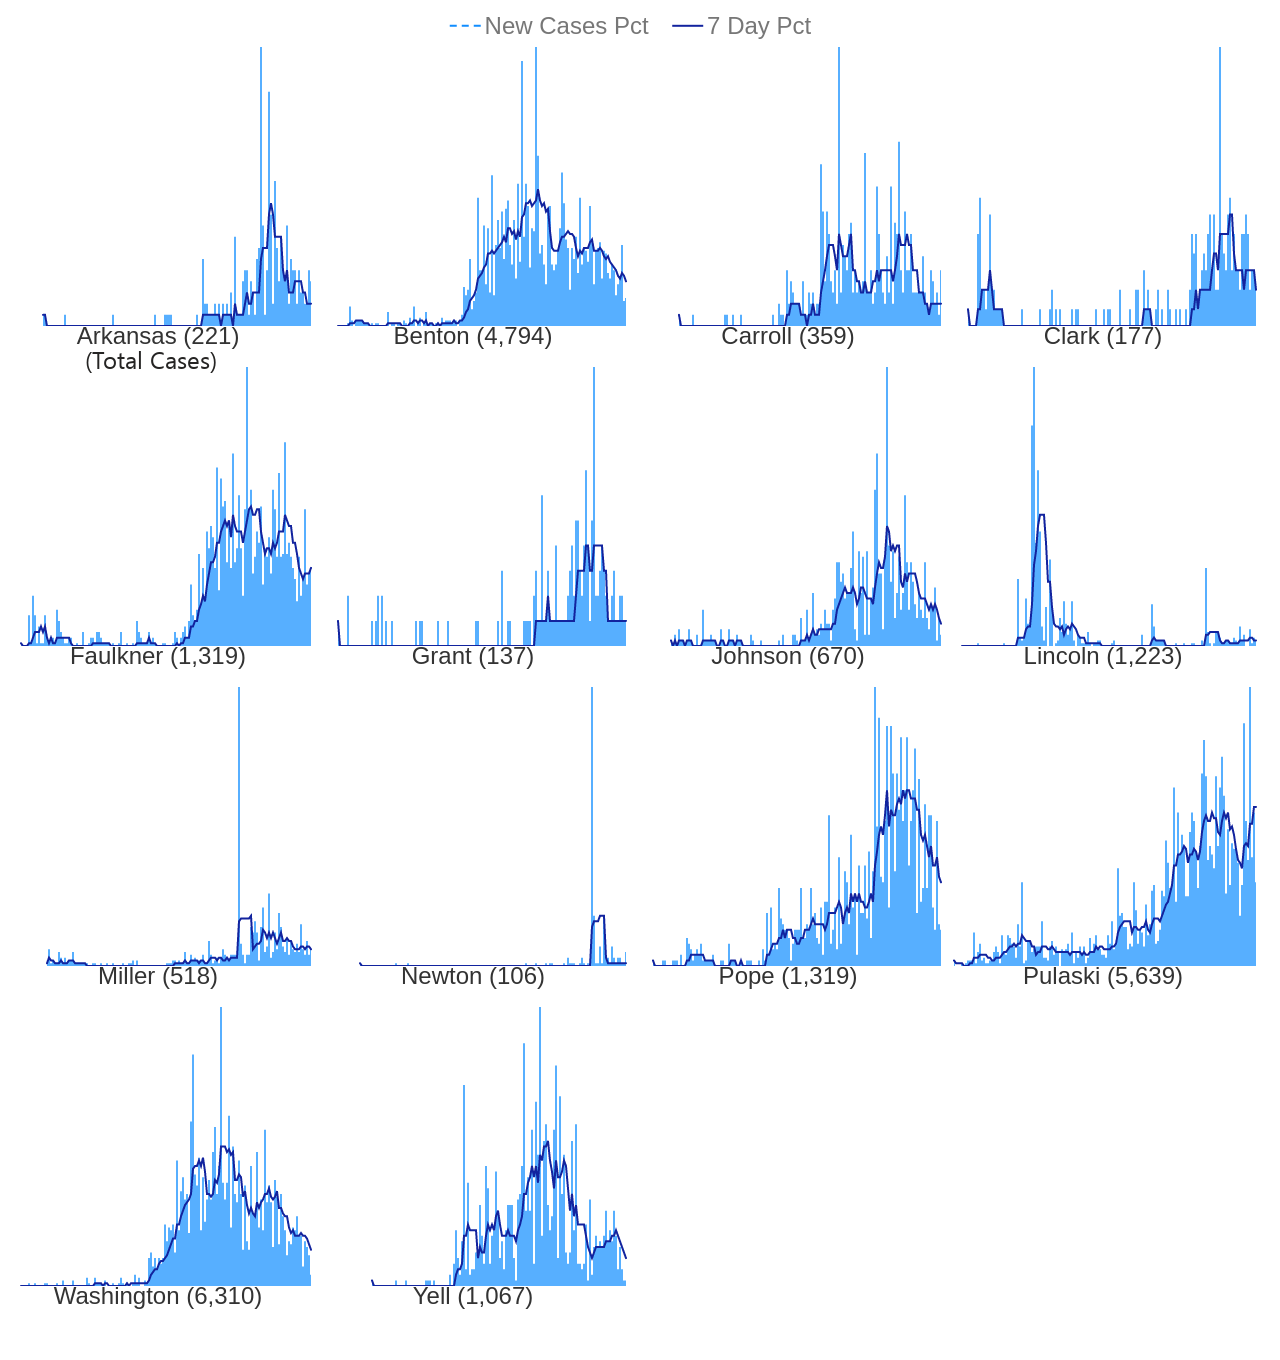 New Cases Pct 7 Day Pct
Arkansas (221) Benton (4,794) Carroll (359) Clark (177)
(Total Cases)
Faulkner (1,319) Grant (137) Johnson (670) Lincoln (1,223)
Miller (518) Newton (106) Pope (1,319) Pulaski (5,639)
Washington (6,310) Yell (1,067)